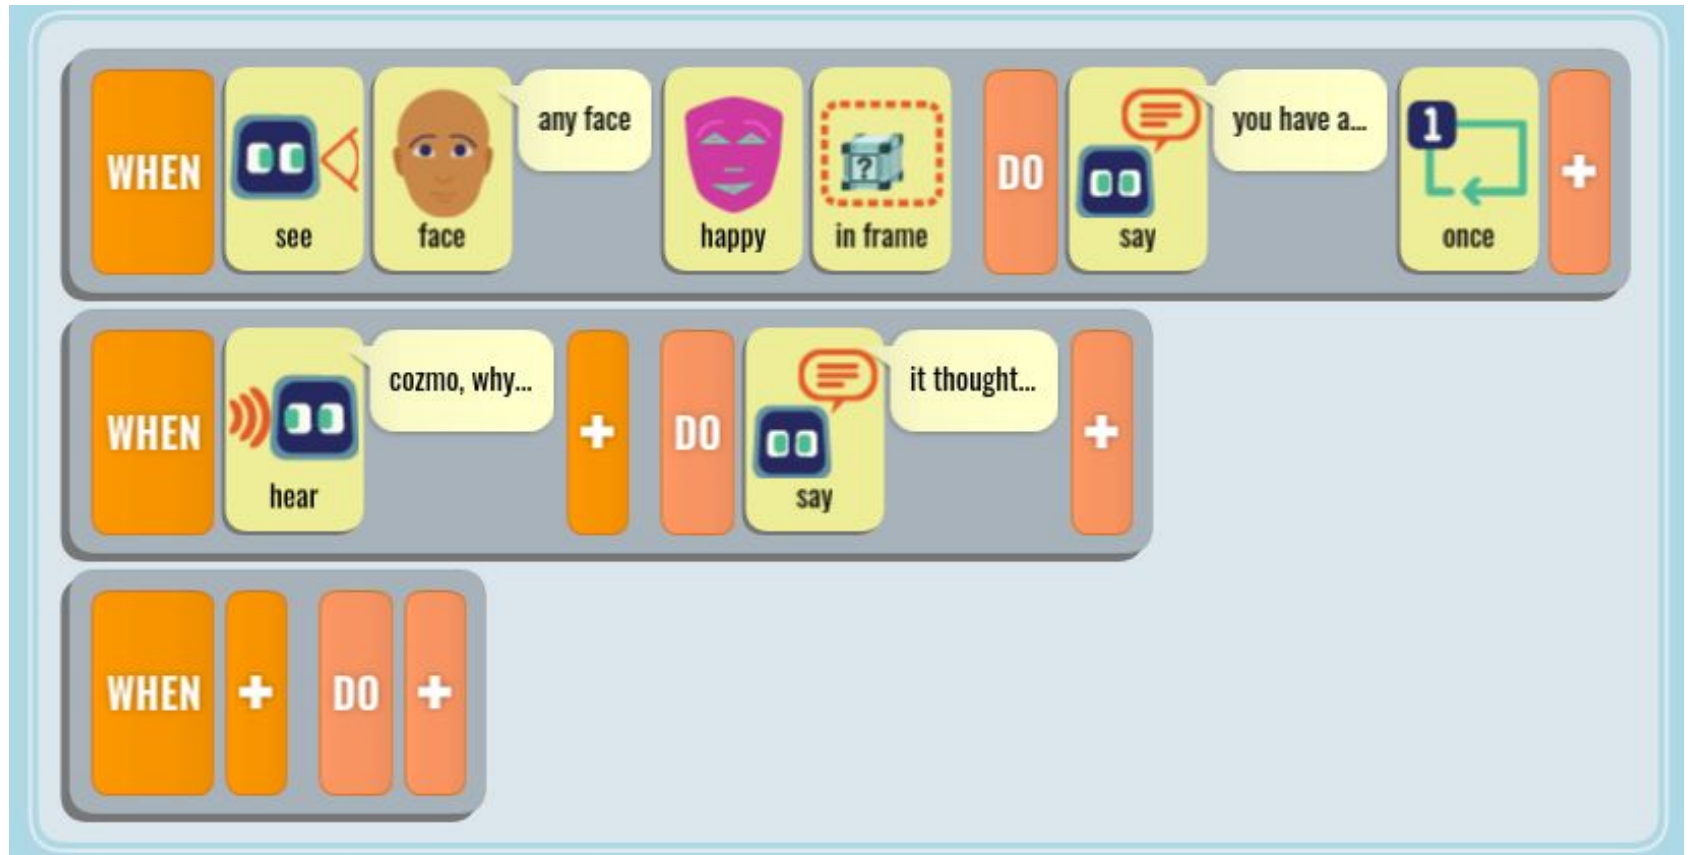 WHEN see face any face happy in frame DO say you have a... 1 once +
WHEN hear cozmo, why... + DO say it thought... +
WHEN + DO +
?